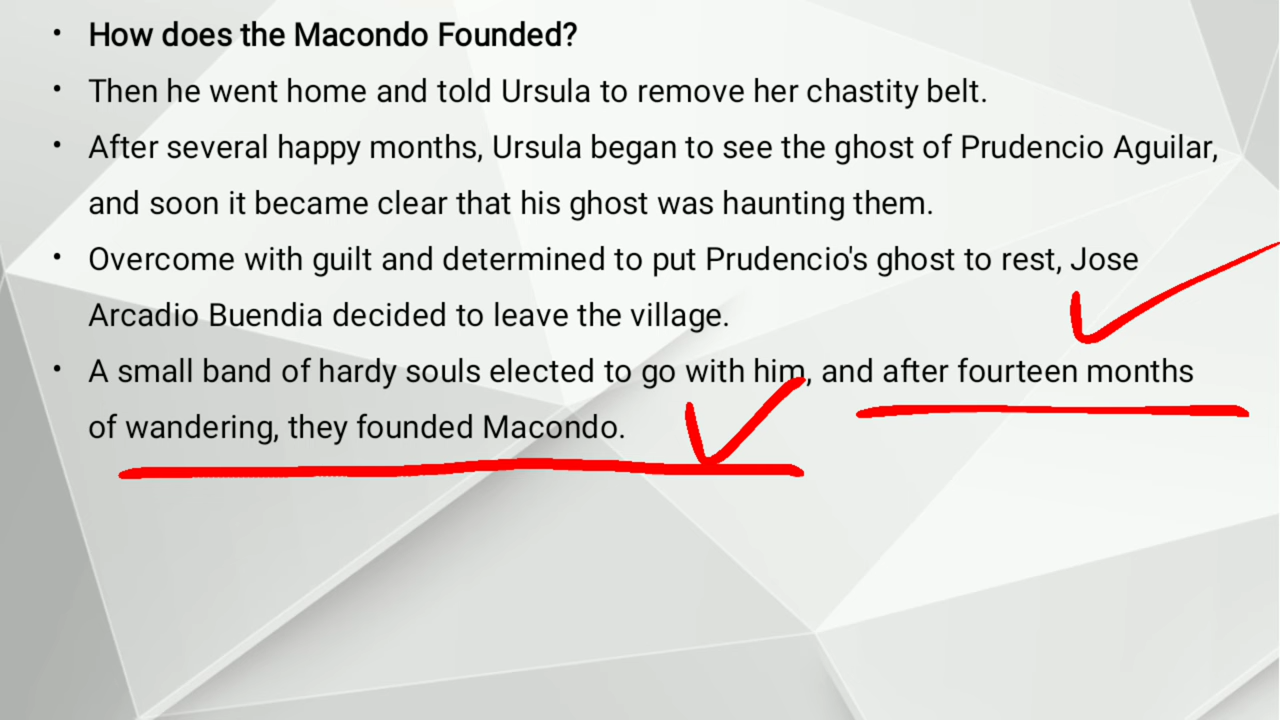 • How does the Macondo Founded?
• Then he went home and told Ursula to remove her chastity belt.
• After several happy months, Ursula began to see the ghost of Prudencio Aguilar,
and soon it became clear that his ghost was haunting them.
• Overcome with guilt and determined to put Prudencio's ghost to rest, Jose
Arcadio Buendia decided to leave the village.
• A small band of hardy souls elected to go with him, and after fourteen months
of wandering, they founded Macondo.